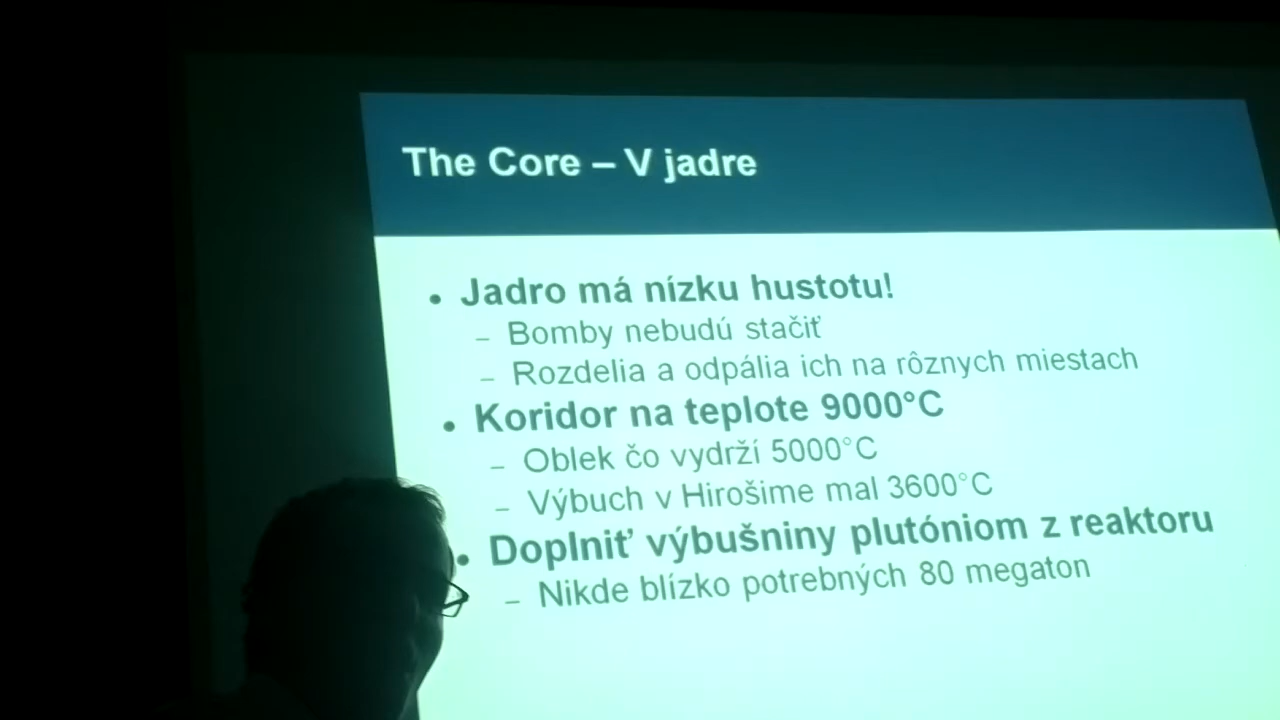 The Core – V jadre
• Jadro má nízku hustotu!
– Bomby nebudú stačiť
– Rozdelia a odpália ich na rôznych miestach
• Koridor na teplote 9000°C
– Oblek čo vydrží 5000°C
– Výbuch v Hirošime mal 3600°C
• Doplniť výbušniny plutóniom z reaktoru
– Nikde blízko potrebných 80 megaton